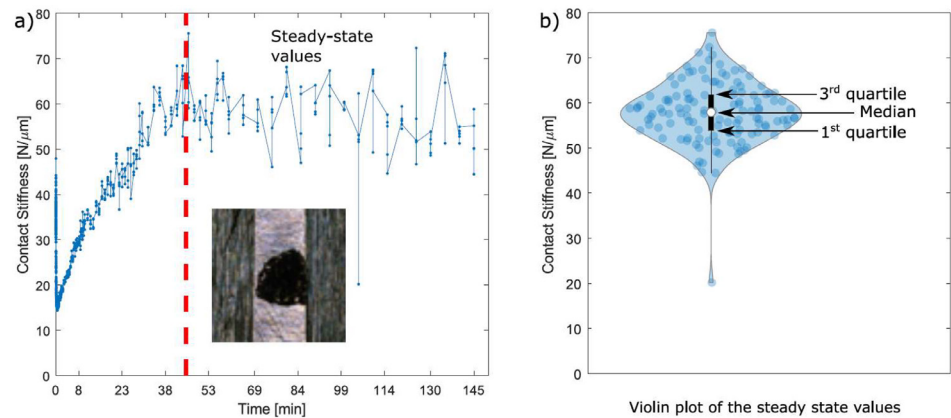 a)
Steady-state
values
Contact Stiffness [N/μm]
80
70
60
50
40
30
20
10
0
0 8 23 38 53 69 84 99 114 130 145
Time [min]
b)
Contact Stiffness [N/μm]
80
70
60
50
40
30
20
10
0
3rd quartile
Median
1st quartile
Violin plot of the steady state values